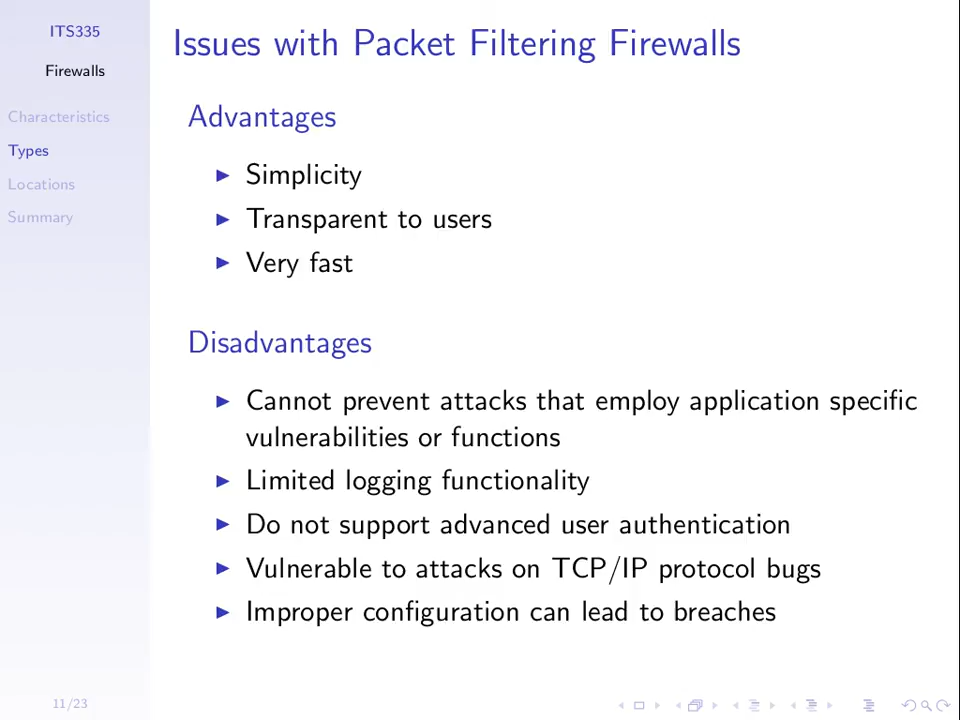 ITS335
Firewalls
Characteristics
Types
Locations
Summary
Issues with Packet Filtering Firewalls
Advantages
Simplicity
Transparent to users
Very fast
Disadvantages
Cannot prevent attacks that employ application specific
vulnerabilities or functions
Limited logging functionality
Do not support advanced user authentication
Vulnerable to attacks on TCP/IP protocol bugs
Improper configuration can lead to breaches
11/23